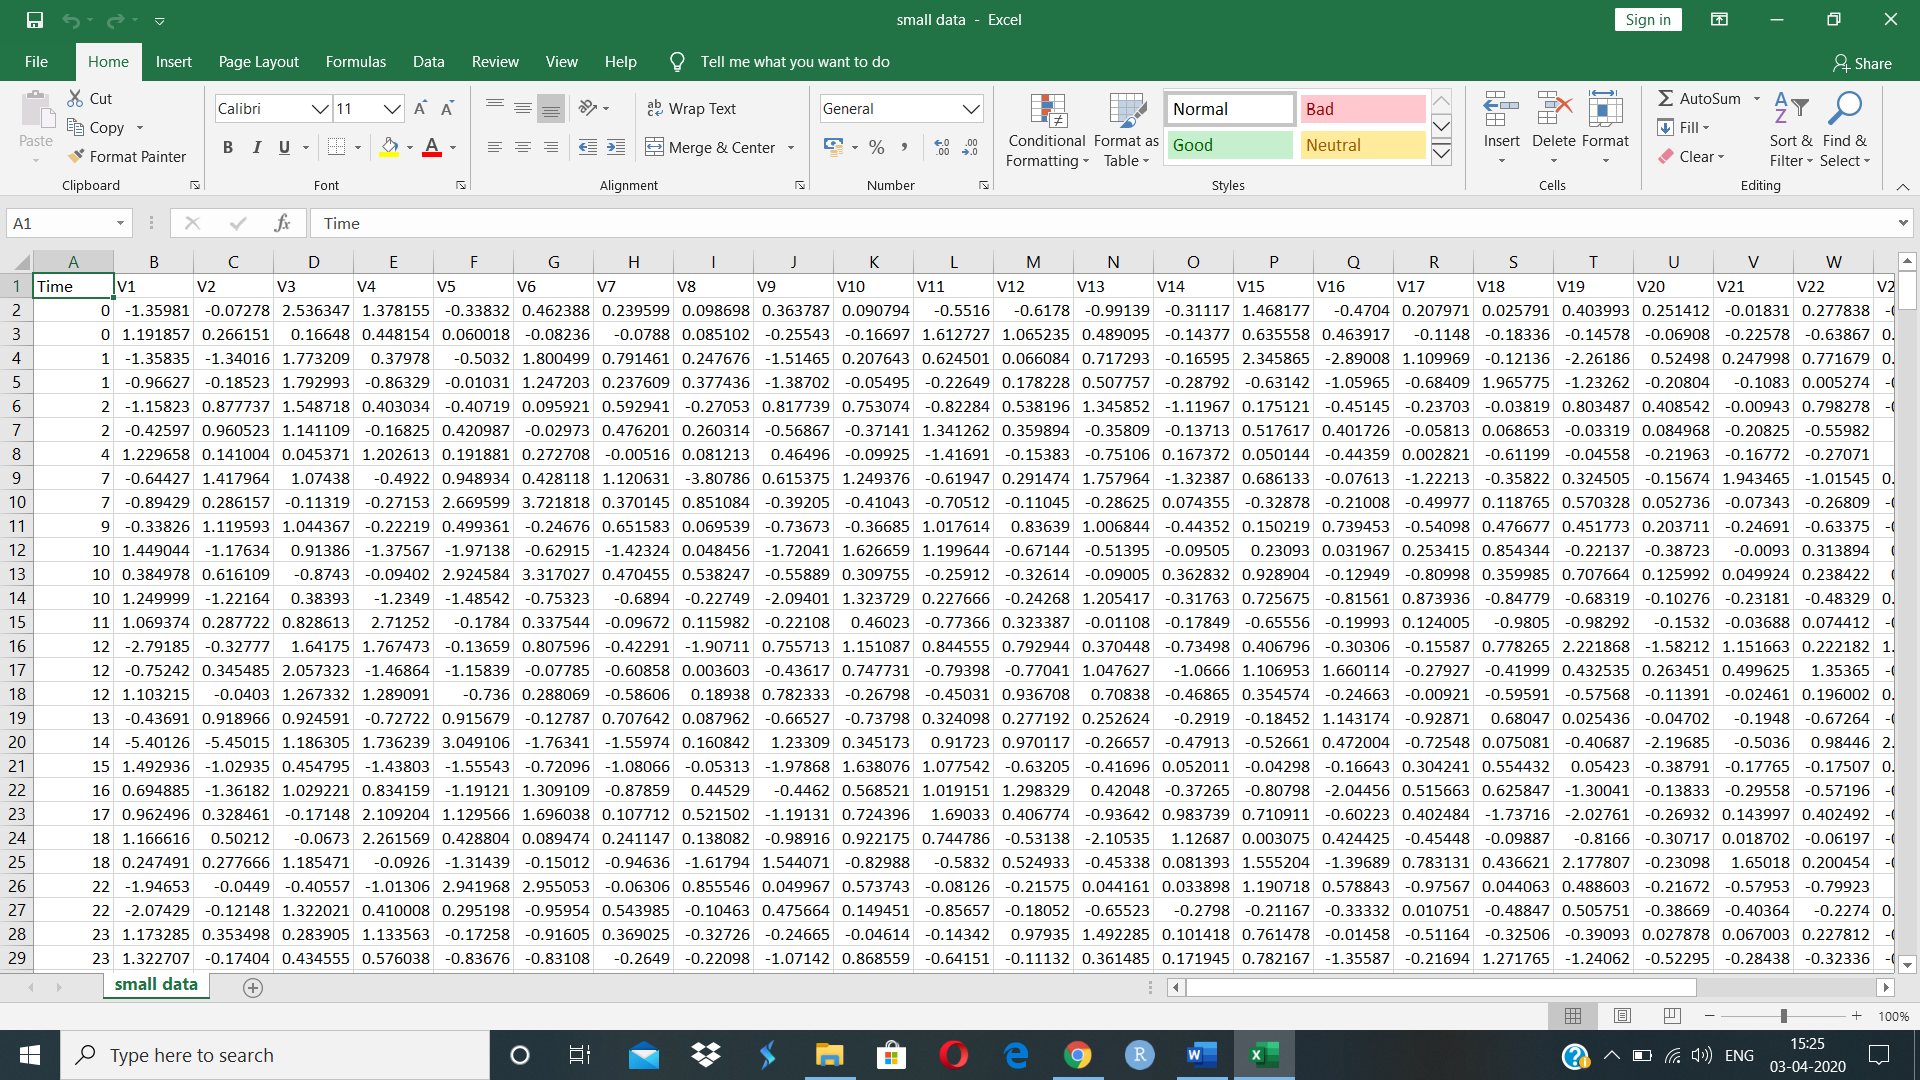 small data - Excel
Sign in
File Home Insert Page Layout Formulas Data Review View Help Tell me what you want to do
Share
Paste
Cut
Copy
Format Painter
Clipboard
Calibri 11
A A
B I U A
Font
ab Wrap Text
Merge & Center
Alignment
General
% , .0 .00 .00 .0
Number
Conditional Formatting
Format as Table
Normal Bad
Good Neutral
Styles
Insert Delete Format
Cells
AutoSum
Fill
Clear
Sort & Filter
Find & Select
Editing
A1 fx Time
A B C D E F G H I J K L M N O P Q R S T U V W
1 Time V1 V2 V3 V4 V5 V6 V7 V8 V9 V10 V11 V12 V13 V14 V15 V16 V17 V18 V19 V20 V21 V22 V2
2 0 -1.35981 -0.07278 2.536347 1.378155 -0.33832 0.462388 0.239599 0.098698 0.363787 0.090794 -0.5516 -0.6178 -0.99139 -0.31117 1.468177 -0.4704 0.207971 0.025791 0.403993 0.251412 -0.01831 0.277838
3 0 1.191857 0.266151 0.16648 0.448154 0.060018 -0.08236 -0.0788 0.085102 -0.25543 -0.16697 1.612727 1.065235 0.489095 -0.14377 0.635558 0.463917 -0.1148 -0.18336 -0.14578 -0.06908 -0.22578 -0.63867 0.
4 1 -1.35835 -1.34016 1.773209 0.37978 -0.5032 1.800499 0.791461 0.247676 -1.51465 0.207643 0.624501 0.066084 0.717293 -0.16595 2.345865 -2.89008 1.109969 -0.12136 -2.26186 0.52498 0.247998 0.771679 0.
5 1 -0.96627 -0.18523 1.792993 -0.86329 -0.01031 1.247203 0.237609 0.377436 -1.38702 -0.05495 -0.22649 0.178228 0.507757 -0.28792 -0.63142 -1.05965 -0.68409 1.965775 -1.23262 -0.20804 -0.1083 0.005274
6 2 -1.15823 0.877737 1.548718 0.403034 -0.40719 0.095921 0.592941 -0.27053 0.817739 0.753074 -0.82284 0.538196 1.345852 -1.11967 0.175121 -0.45145 -0.23703 -0.03819 0.803487 0.408542 -0.00943 0.798278
7 2 -0.42597 0.960523 1.141109 -0.16825 0.420987 -0.02973 0.476201 0.260314 -0.56867 -0.37141 1.341262 0.359894 -0.35809 -0.13713 0.517617 0.401726 -0.05813 0.068653 -0.03319 0.084968 -0.20825 -0.55982
8 4 1.229658 0.141004 0.045371 1.202613 0.191881 0.272708 -0.00516 0.081213 0.46496 -0.09925 -1.41691 -0.15383 -0.75106 0.167372 0.050144 -0.44359 0.002821 -0.61199 -0.04558 -0.21963 -0.16772 -0.27071
9 7 -0.64427 1.417964 1.07438 -0.4922 0.948934 0.428118 1.120631 -3.80786 0.615375 1.249376 -0.61947 0.291474 1.757964 -1.32387 0.686133 -0.07613 -1.22213 -0.35822 0.324505 -0.15674 1.943465 -1.01545 0.
10 7 -0.89429 0.286157 -0.11319 -0.27153 2.669599 3.721818 0.370145 0.851084 -0.39205 -0.41043 -0.70512 -0.11045 -0.28625 0.074355 -0.32878 -0.21008 -0.49977 0.118765 0.570328 0.052736 -0.07343 -0.26809
11 9 -0.33826 1.119593 1.044367 -0.22219 0.499361 -0.24676 0.651583 0.069539 -0.73673 -0.36685 1.017614 0.83639 1.006844 -0.44352 0.150219 0.739453 -0.54098 0.476677 0.451773 0.203711 -0.24691 -0.63375
12 10 1.449044 -1.17634 0.91386 -1.37567 -1.97138 -0.62915 -1.42324 0.048456 -1.72041 1.626659 1.199644 -0.67144 -0.51395 -0.09505 0.23093 0.031967 0.253415 0.854344 -0.22137 -0.38723 -0.0093 0.313894
13 10 0.384978 0.616109 -0.8743 -0.09402 2.924584 3.317027 0.470455 0.538247 -0.55889 0.309755 -0.25912 -0.32614 -0.09005 0.362832 0.928904 -0.12949 -0.80998 0.359985 0.707664 0.125992 0.049924 0.238422
14 10 1.249999 -1.22164 0.38393 -1.2349 -1.48542 -0.75323 -0.6894 -0.22749 -2.09401 1.323729 0.227666 -0.24268 1.205417 -0.31763 0.725675 -0.81561 0.873936 -0.84779 -0.68319 -0.10276 -0.23181 -0.48329 0.
15 11 1.069374 0.287722 0.828613 2.71252 -0.1784 0.337544 -0.09672 0.115982 -0.22108 0.46023 -0.77366 0.323387 -0.01108 -0.17849 -0.65556 -0.19993 0.124005 -0.9805 -0.98292 -0.1532 -0.03688 0.074412
16 12 -2.79185 -0.32777 1.64175 1.767473 -0.13659 0.807596 -0.42291 -1.90711 0.755713 1.151087 0.844555 0.792944 0.370448 -0.73498 0.406796 -0.30306 -0.15587 0.778265 2.221868 -1.58212 1.151663 0.222182 1.
17 12 -0.75242 0.345485 2.057323 -1.46864 -1.15839 -0.07785 -0.60858 0.003603 -0.43617 0.747731 -0.79398 -0.77041 1.047627 -1.0666 1.106953 1.660114 -0.27927 -0.41999 0.432535 0.263451 0.499625 1.35365
18 12 1.103215 -0.0403 1.267332 1.289091 -0.736 0.288069 -0.58606 0.18938 0.782333 -0.26798 -0.45031 0.936708 0.70838 -0.46865 0.354574 -0.24663 -0.00921 -0.59591 -0.57568 -0.11391 -0.02461 0.196002 0.
19 13 -0.43691 0.918966 0.924591 -0.72722 0.915679 -0.12787 0.707642 0.087962 -0.66527 -0.73798 0.324098 0.277192 0.252624 -0.2919 -0.18452 1.143174 -0.92871 0.68047 0.025436 -0.04702 -0.1948 -0.67264
20 14 -5.40126 -5.45015 1.186305 1.736239 3.049106 -1.76341 -1.55974 0.160842 1.23309 0.345173 0.91723 0.970117 -0.26657 -0.47913 -0.52661 0.472004 -0.72548 0.075081 -0.40687 -2.19685 -0.5036 0.98446 2.
21 15 1.492936 -1.02935 0.454795 -1.43803 -1.55543 -0.72096 -1.08066 -0.05313 -1.97868 1.638076 1.077542 -0.63205 -0.41696 0.052011 -0.04298 -0.16643 0.304241 0.554432 0.05423 -0.38791 -0.17765 -0.17507 0.
22 16 0.694885 -1.36182 1.029221 0.834159 -1.19121 1.309109 -0.87859 0.44529 -0.4462 0.568521 1.019151 1.298329 0.42048 -0.37265 -0.80798 -2.04456 0.515663 0.625847 -1.30041 -0.13833 -0.29558 -0.57196
23 17 0.962496 0.328461 -0.17148 2.109204 1.129566 1.696038 0.107712 0.521502 -1.19131 0.724396 1.69033 0.406774 -0.93642 0.983739 0.710911 -0.60223 0.402484 -1.73716 -2.02761 -0.26932 0.143997 0.402492
24 18 1.166616 0.50212 -0.0673 2.261569 0.428804 0.089474 0.241147 0.138082 -0.98916 0.922175 0.744786 -0.53138 -2.10535 1.12687 0.003075 0.424425 -0.45448 -0.09887 -0.8166 -0.30717 0.018702 -0.06197
25 18 0.247491 0.277666 1.185471 -0.0926 -1.31439 -0.15012 -0.94636 -1.61794 1.544071 -0.82988 -0.5832 0.524933 -0.45338 0.081393 1.555204 -1.39689 0.783131 0.436621 2.177807 -0.23098 1.65018 0.200454
26 22 -1.94653 -0.0449 -0.40557 -1.01306 2.941968 2.955053 -0.06306 0.855546 0.049967 0.573743 -0.08126 -0.21575 0.044161 0.033898 1.190718 0.578843 -0.97567 0.044063 0.488603 -0.21672 -0.57953 -0.79923
27 22 -2.07429 -0.12148 1.322021 0.410008 0.295198 -0.95954 0.543985 -0.10463 0.475664 0.149451 -0.85657 -0.18052 -0.65523 -0.2798 -0.21167 -0.33332 0.010751 -0.48847 0.505751 -0.38669 -0.40364 -0.2274 0.
28 23 1.173285 0.353498 0.283905 1.133563 -0.17258 -0.91605 0.369025 -0.32726 -0.24665 -0.04614 -0.14342 0.97935 1.492285 0.101418 0.761478 -0.01458 -0.51164 -0.32506 -0.39093 0.027878 0.067003 0.227812
29 23 1.322707 -0.17404 0.434555 0.576038 -0.83676 -0.83108 -0.2649 -0.22098 -1.07142 0.868559 -0.64151 -0.11132 0.361485 0.171945 0.782167 -1.35587 -0.21694 1.271765 -1.24062 -0.52295 -0.28438 -0.32336
small data
100%
Type here to search
ENG
15:25
03-04-2020